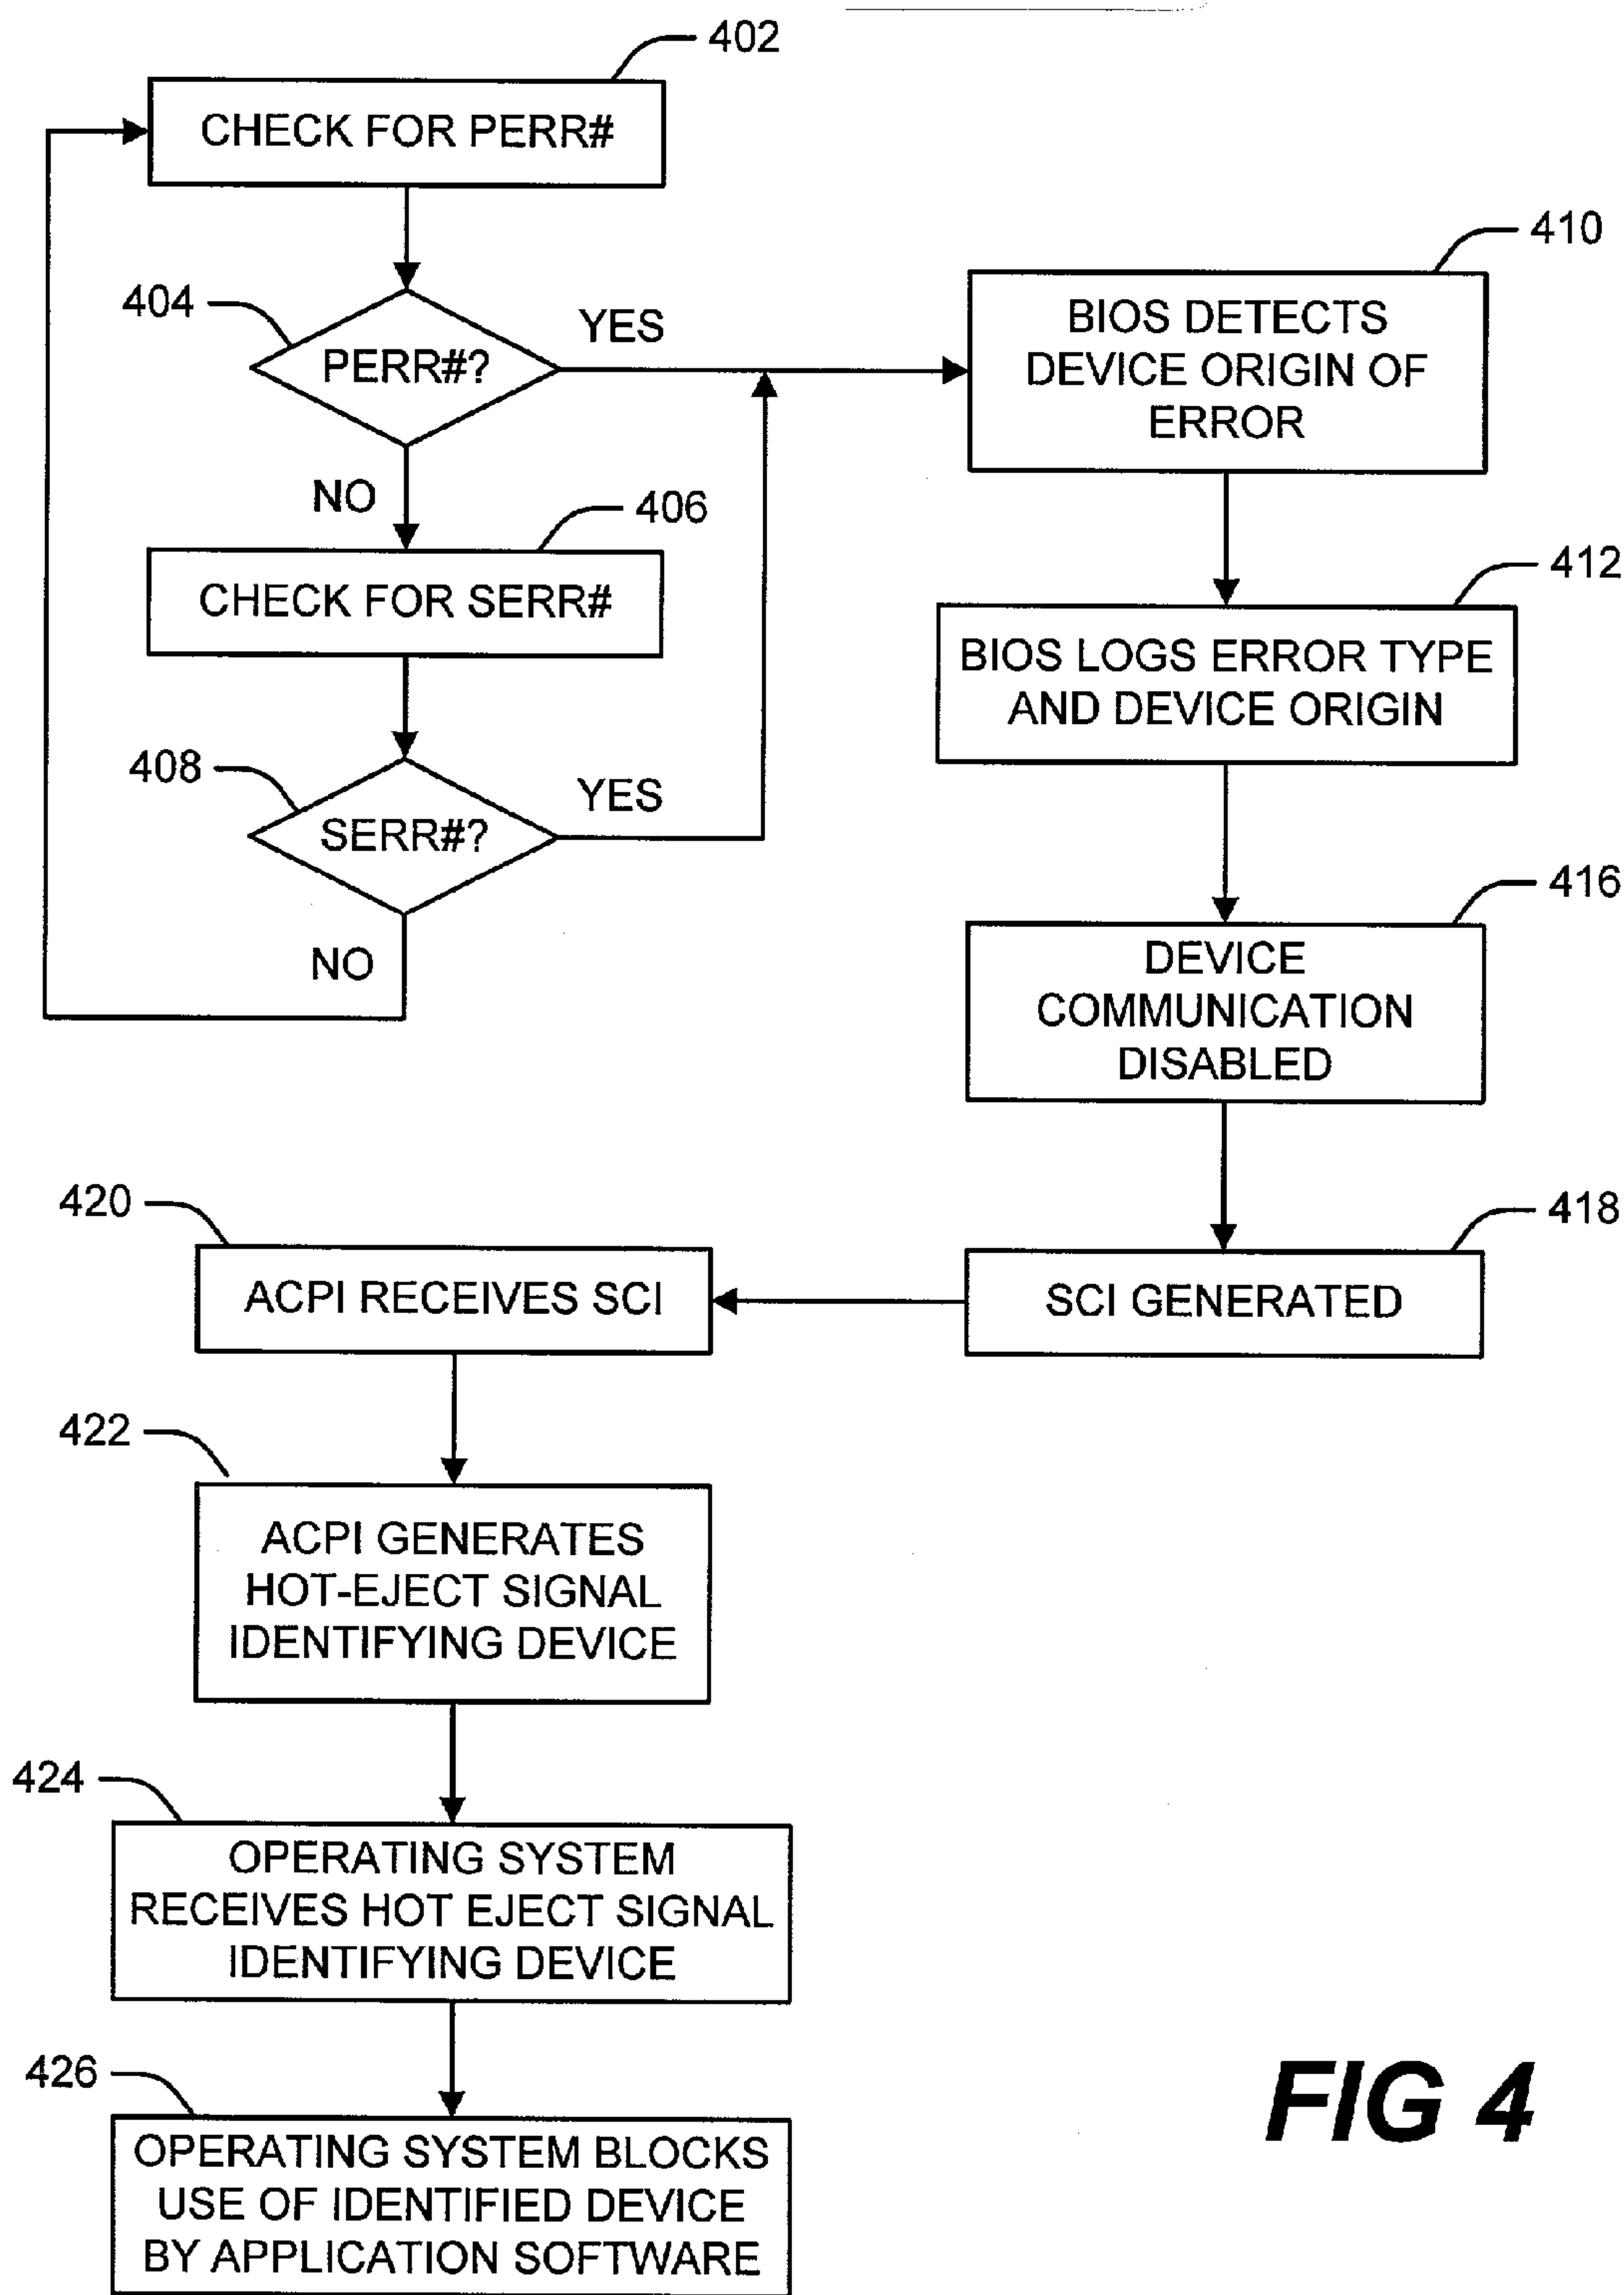 402
CHECK FOR PERR#
404
PERR#?
YES
NO
406
CHECK FOR SERR#
408
SERR#?
YES
NO
410
BIOS DETECTS
DEVICE ORIGIN OF
ERROR
412
BIOS LOGS ERROR TYPE
AND DEVICE ORIGIN
416
DEVICE
COMMUNICATION
DISABLED
418
SCI GENERATED
420
ACPI RECEIVES SCI
422
ACPI GENERATES
HOT-EJECT SIGNAL
IDENTIFYING DEVICE
424
OPERATING SYSTEM
RECEIVES HOT EJECT SIGNAL
IDENTIFYING DEVICE
426
OPERATING SYSTEM BLOCKS
USE OF IDENTIFIED DEVICE
BY APPLICATION SOFTWARE
FIG 4